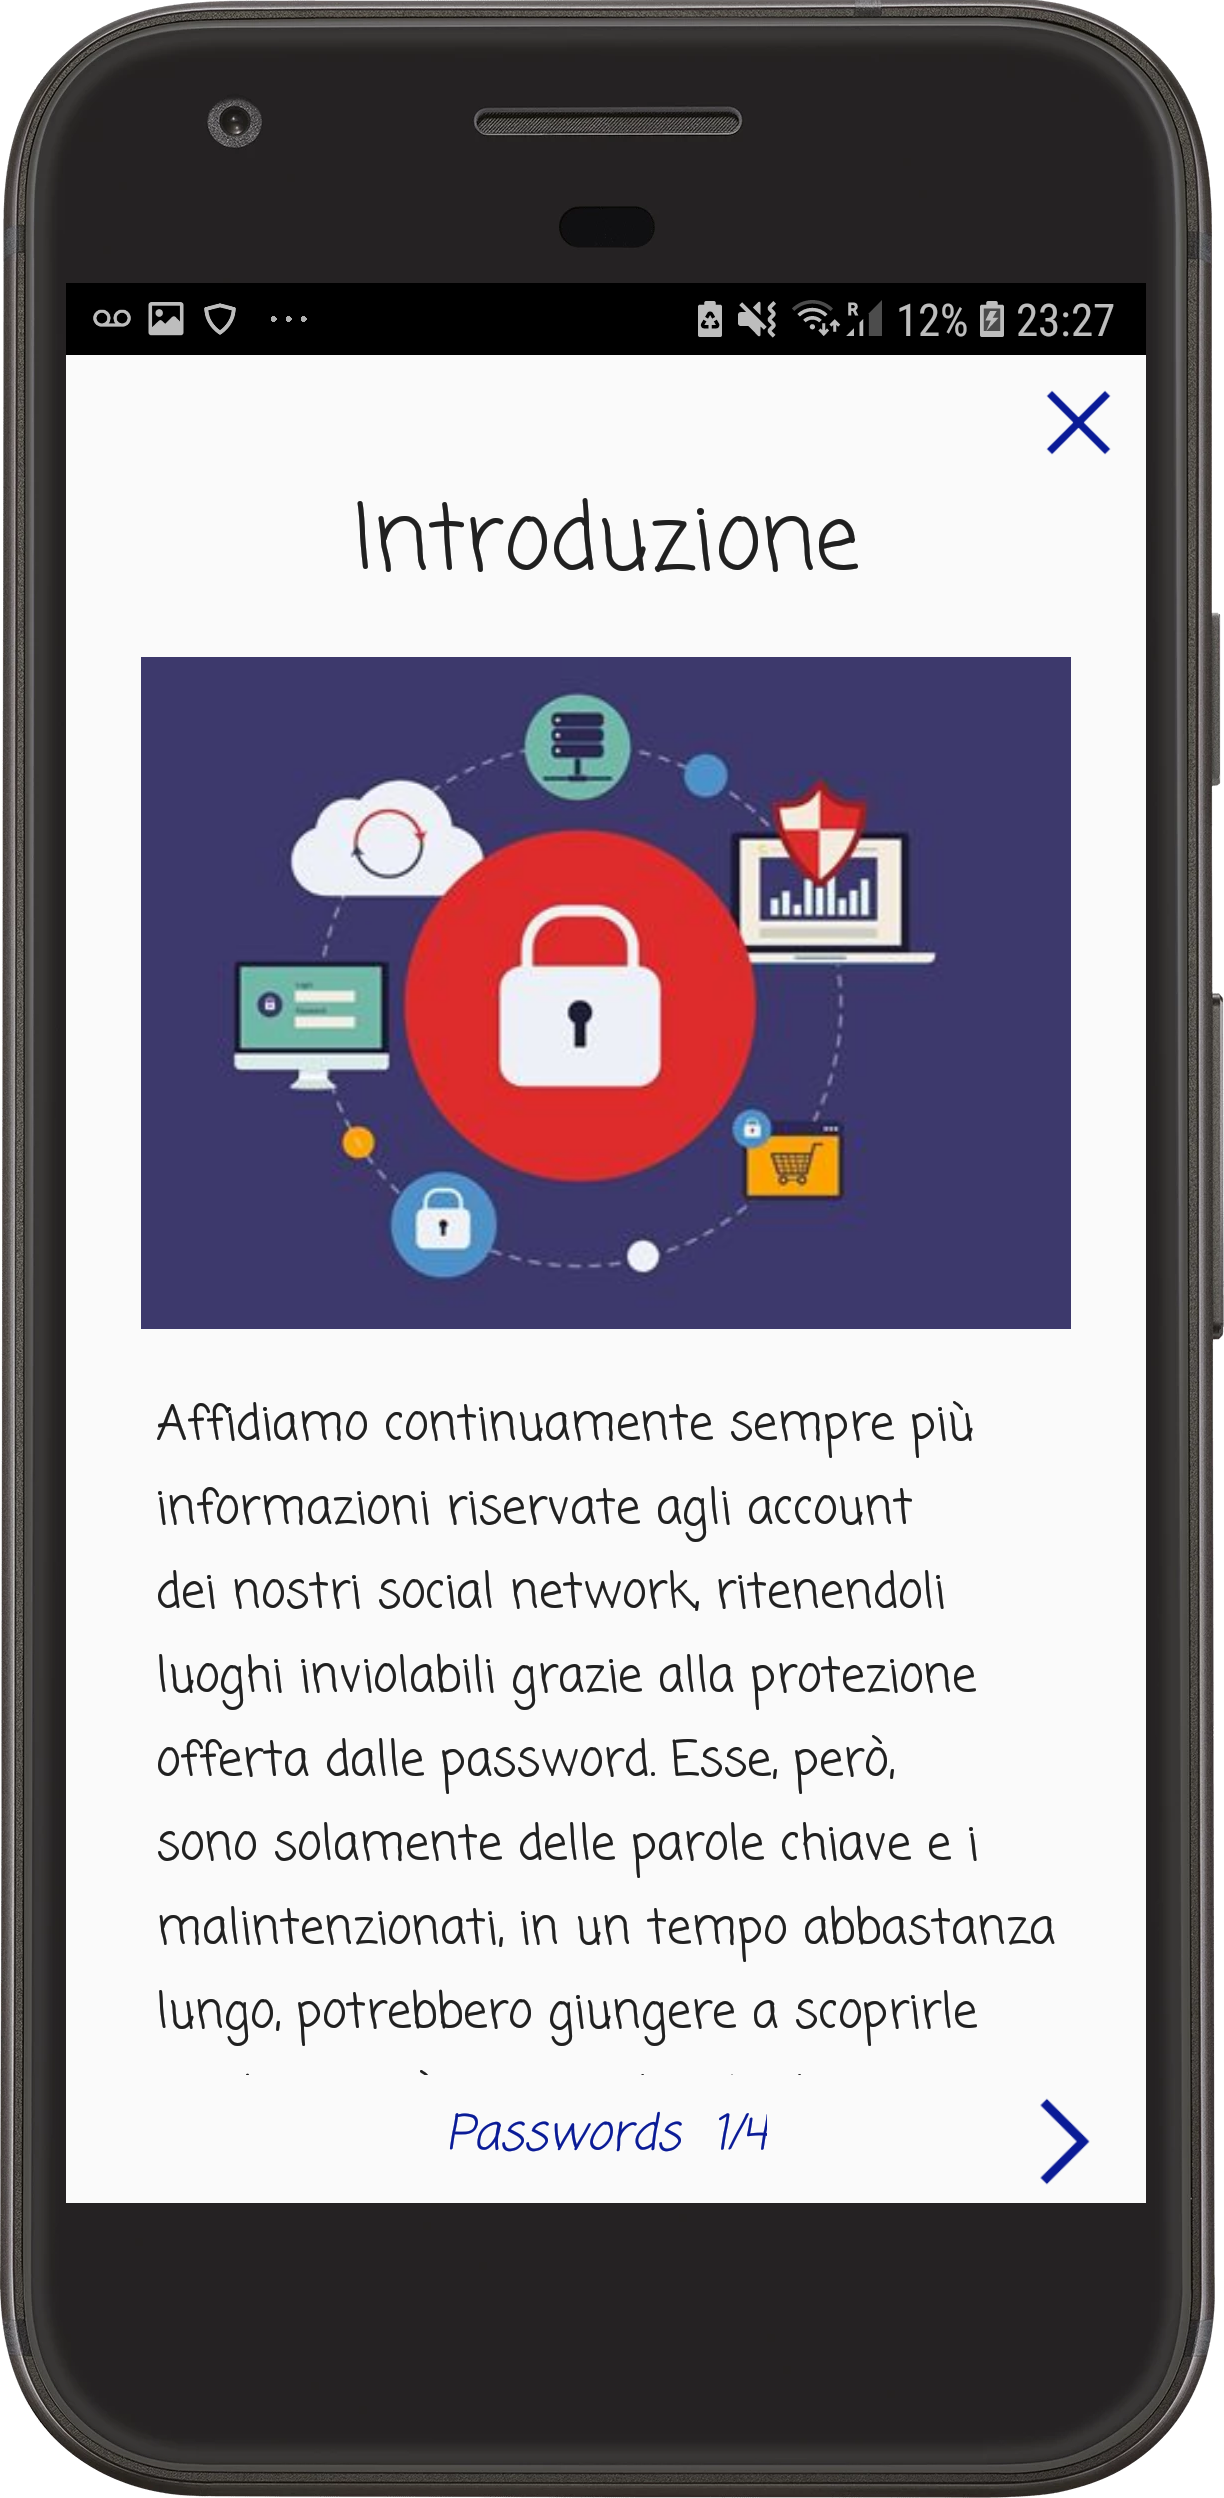 R 12% 23:27
Introduzione
Affidiamo continuamente sempre più
informazioni riservate agli account
dei nostri social network, ritenendoli
luoghi inviolabili grazie alla protezione
offerta dalle password. Esse, però,
sono solamente delle parole chiave e i
malintenzionati, in un tempo abbastanza
lungo, potrebbero giungere a scoprirle
Passwords 1/4